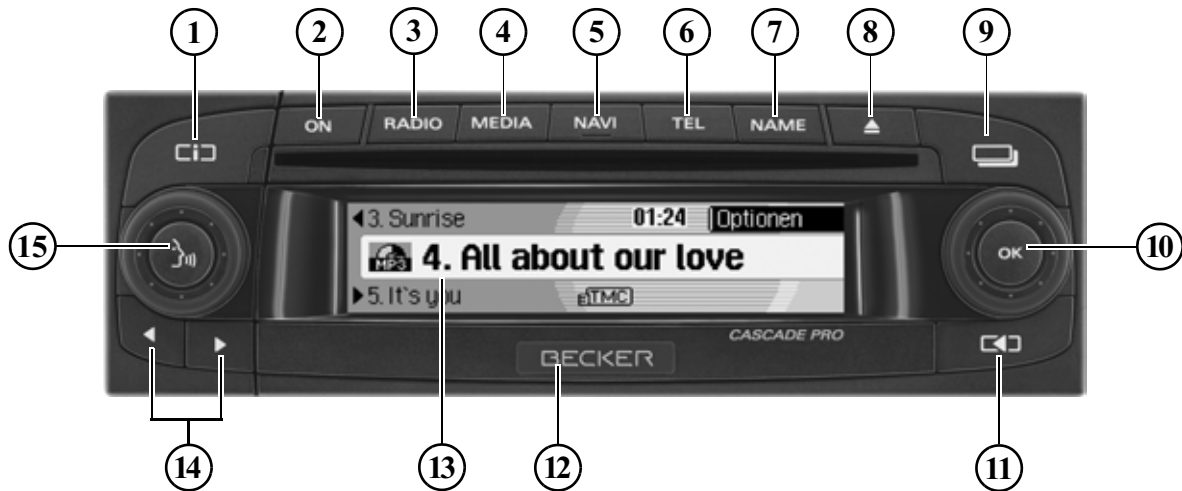 1 2 3 4 5 6 7 8 9
ON RADIO MEDIA NAVI TEL NAME
i
3. Sunrise 01:24 Optionen
MP3 4. All about our love
5. It's you TMC
OK
15 10
CASCADE PRO
BECKER
14 13 12 11